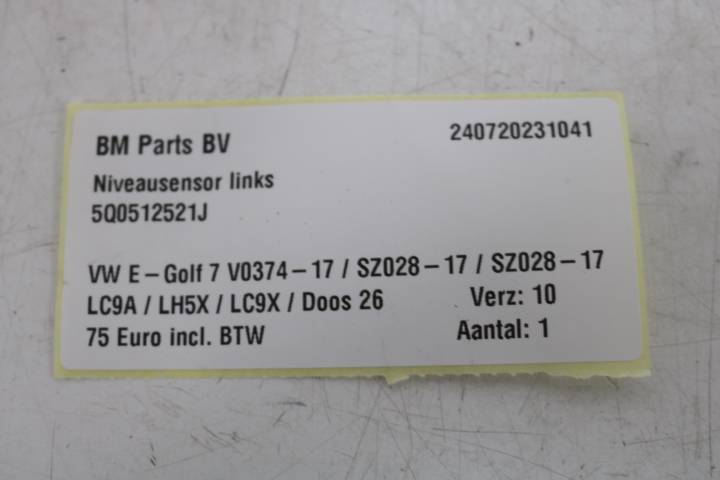 BM Parts BV 240720231041
Niveausensor links
5Q0512521J
VW E-Golf 7 V0374-17 / SZ028-17 / SZ028-17
LC9A / LH5X / LC9X / Doos 26 Verz: 10
75 Euro incl. BTW Aantal: 1